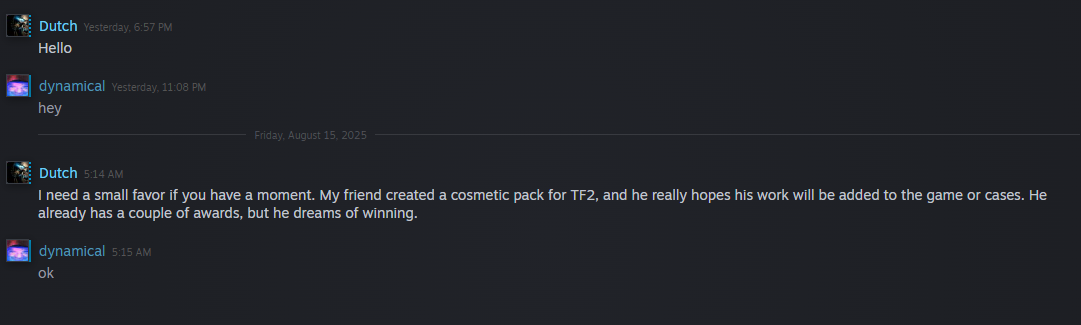 Dutch Yesterday, 6:57 PM
Hello
dynamical Yesterday, 11:08 PM
hey
Friday, August 15, 2025
Dutch 5:14 AM
I need a small favor if you have a moment. My friend created a cosmetic pack for TF2, and he really hopes his work will be added to the game or cases. He
already has a couple of awards, but he dreams of winning.
dynamical 5:15 AM
ok